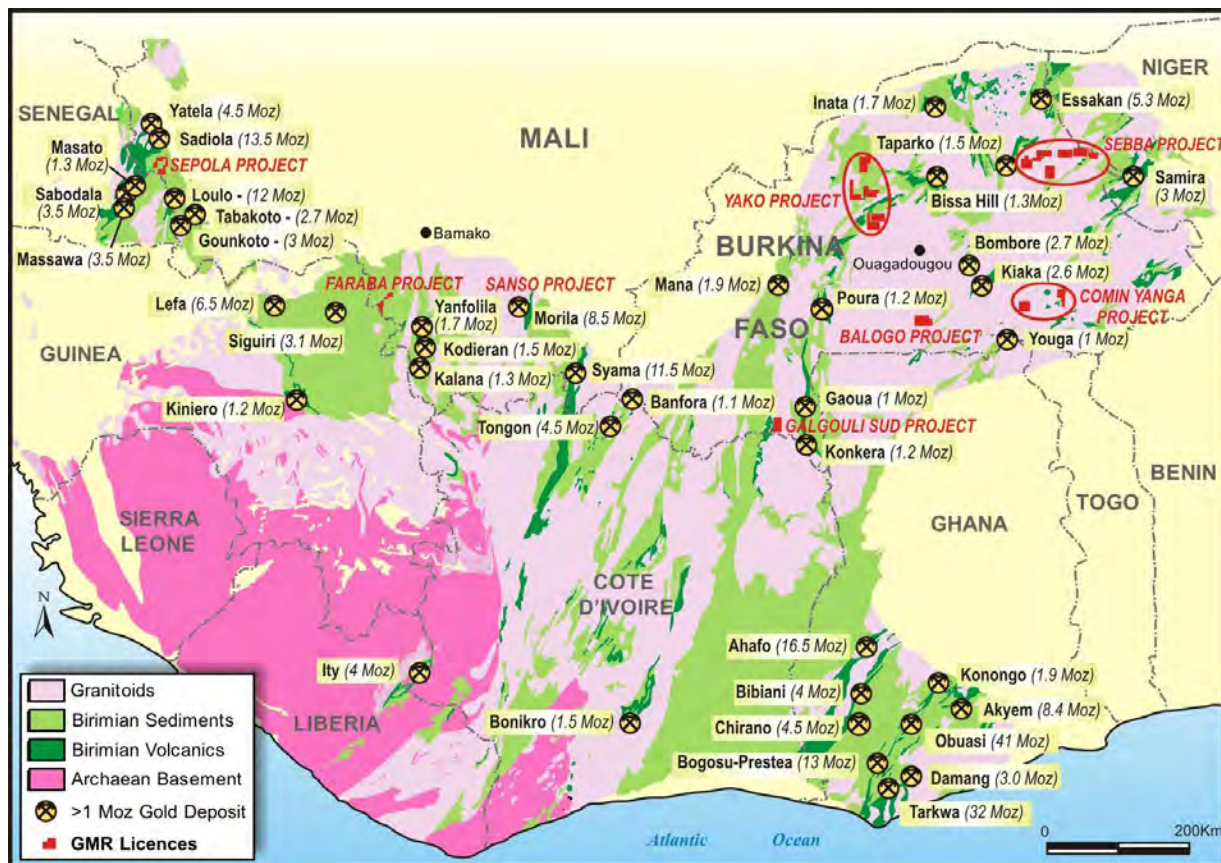 NIGER
SENEGAL
Yatela (4.5 Moz)
Inata (1.7 Moz)
Essakan (5.3 Moz)
Sadiola (13.5 Moz)
MALI
Taparko (1.5 Moz)
SEBBA PROJECT
Masato
(1.3 Moz)
SEPOLA PROJECT
Samira
(3 Moz)
Sabodala
(3.5 Moz)
Loulo - (12 Moz)
YAKO PROJECT
Bissa Hill (1.3Moz)
Tabakoto - (2.7 Moz)
Gounkoto - (3 Moz)
Massawa (3.5 Moz)
Bamako
BURKINA
FASO
Bombore (2.7 Moz)
Ouagadougou
Kiaka (2.6 Moz)
FARABA PROJECT
SANSO PROJECT
Mana (1.9 Moz)
Lefa (6.5 Moz)
Yanfolila
(1.7 Moz)
Morila (8.5 Moz)
Poura (1.2 Moz)
COMIN YANGA
PROJECT
BALOGO PROJECT
Siguiri (3.1 Moz)
Youga (1 Moz)
GUINEA
Kodieran (1.5 Moz)
Kalana (1.3 Moz)
Syama (11.5 Moz)
Kiniero (1.2 Moz)
Banfora (1.1 Moz)
Gaoua (1 Moz)
Tongon (4.5 Moz)
GALGOULI SUD PROJECT
Konkera (1.2 Moz)
BENIN
TOGO
GHANA
SIERRA
LEONE
COTE
D'IVOIRE
N
Ahafo (16.5 Moz)
Ity (4 Moz)
Konongo (1.9 Moz)
Bibiani (4 Moz)
Akyem (8.4 Moz)
LIBERIA
Bonikro (1.5 Moz)
Chirano (4.5 Moz)
Obuasi (41 Moz)
Bogosu-Prestea (13 Moz)
Damang (3.0 Moz)
Tarkwa (32 Moz)
Atlantic Ocean
0 200Km
Granitoids
Birimian Sediments
Birimian Volcanics
Archaean Basement
>1 Moz Gold Deposit
GMR Licences